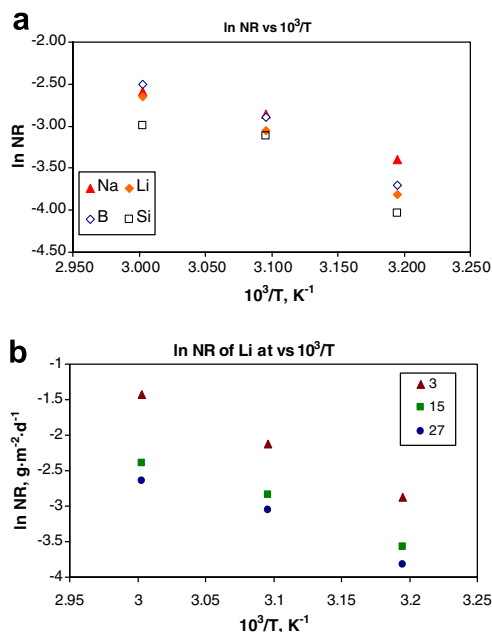 a
ln NR vs 10³/T
-2.00
-2.50
-3.00
-3.50
-4.00
-4.50
ln NR
Na
Li
B
Si
2.950 3.000 3.050 3.100 3.150 3.200 3.250
10³/T, K⁻¹
b
ln NR of Li at vs 10³/T
-1
-1.5
-2
-2.5
-3
-3.5
-4
ln NR, g·m⁻²·d⁻¹
3
15
27
2.95 3 3.05 3.1 3.15 3.2 3.25
10³/T, K⁻¹